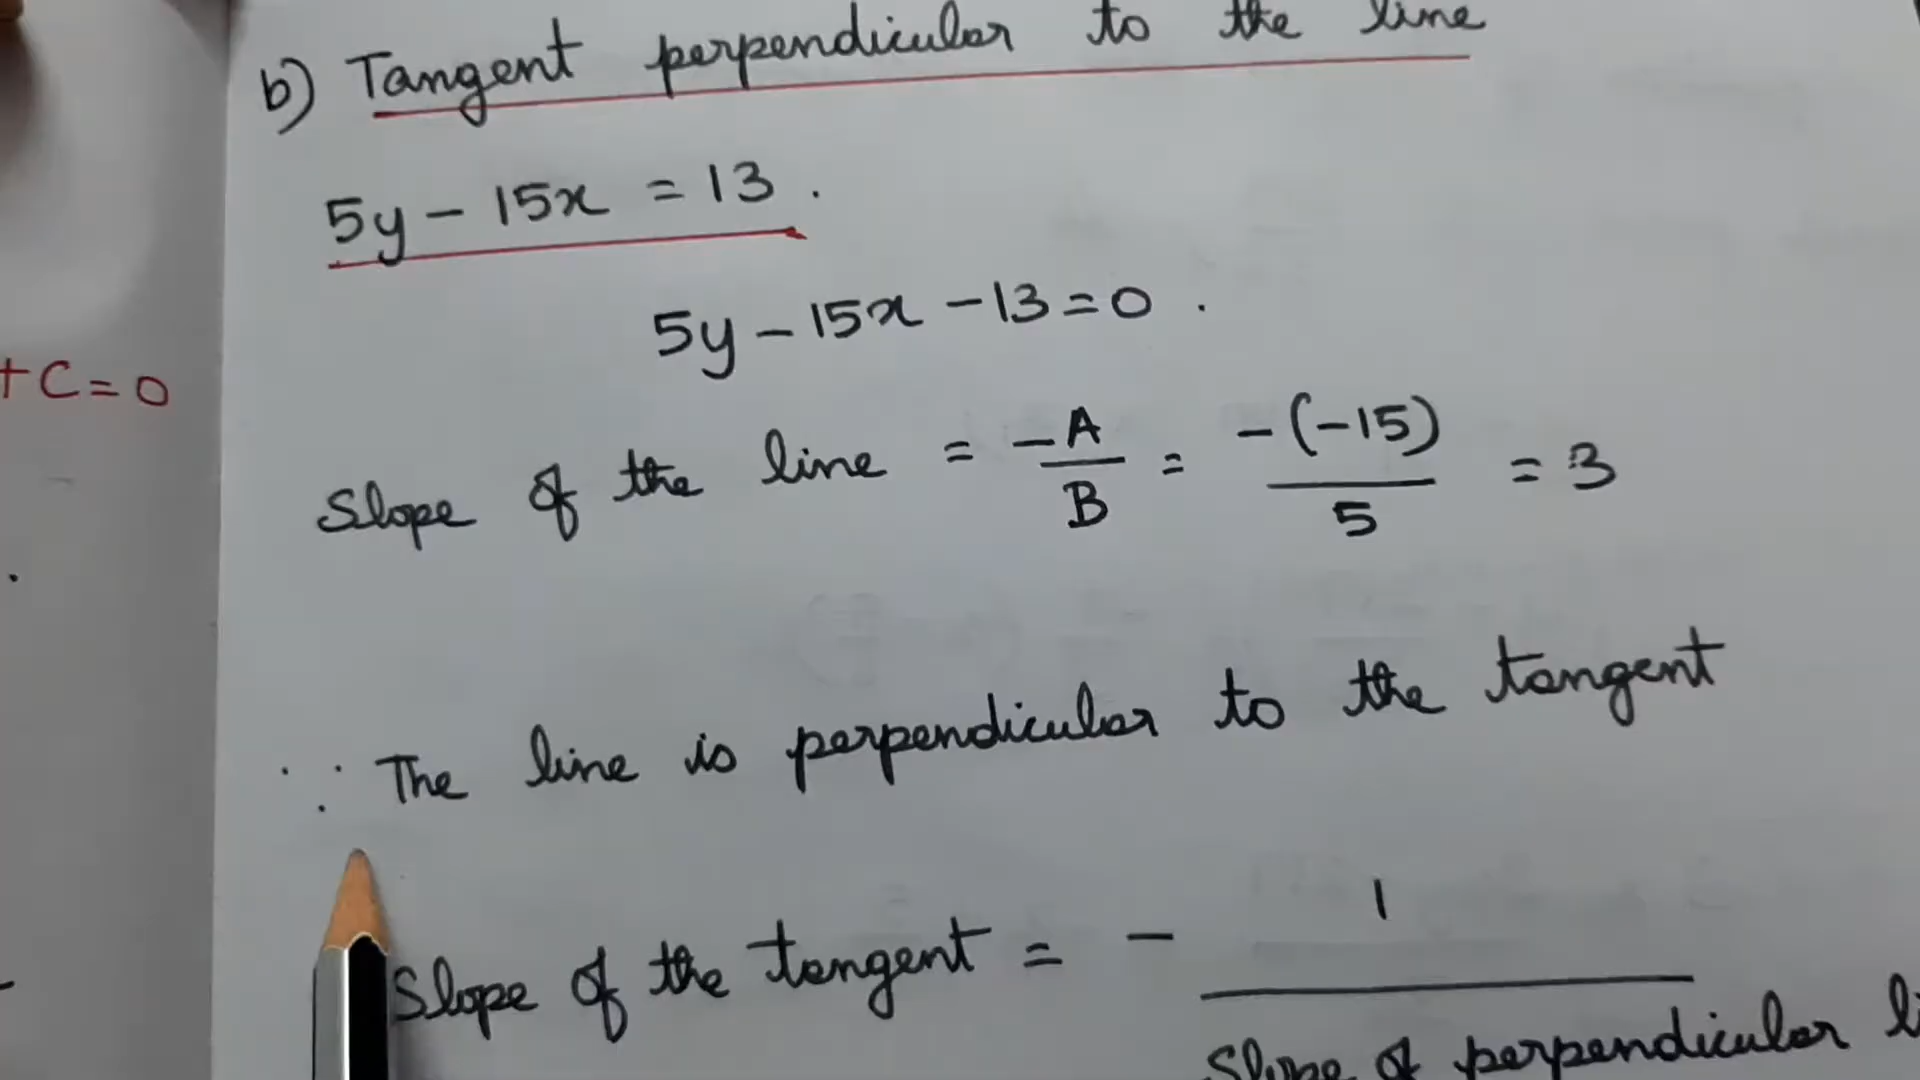 b) Tangent perpendicular to the line
5y - 15x = 13 .
5y - 15x - 13 = 0 .
+ C = 0
Slope of the line = -A/B = -(-15)/5 = 3
∵ The line is perpendicular to the tangent
Slope of the tangent = - 1/Slope of perpendicular